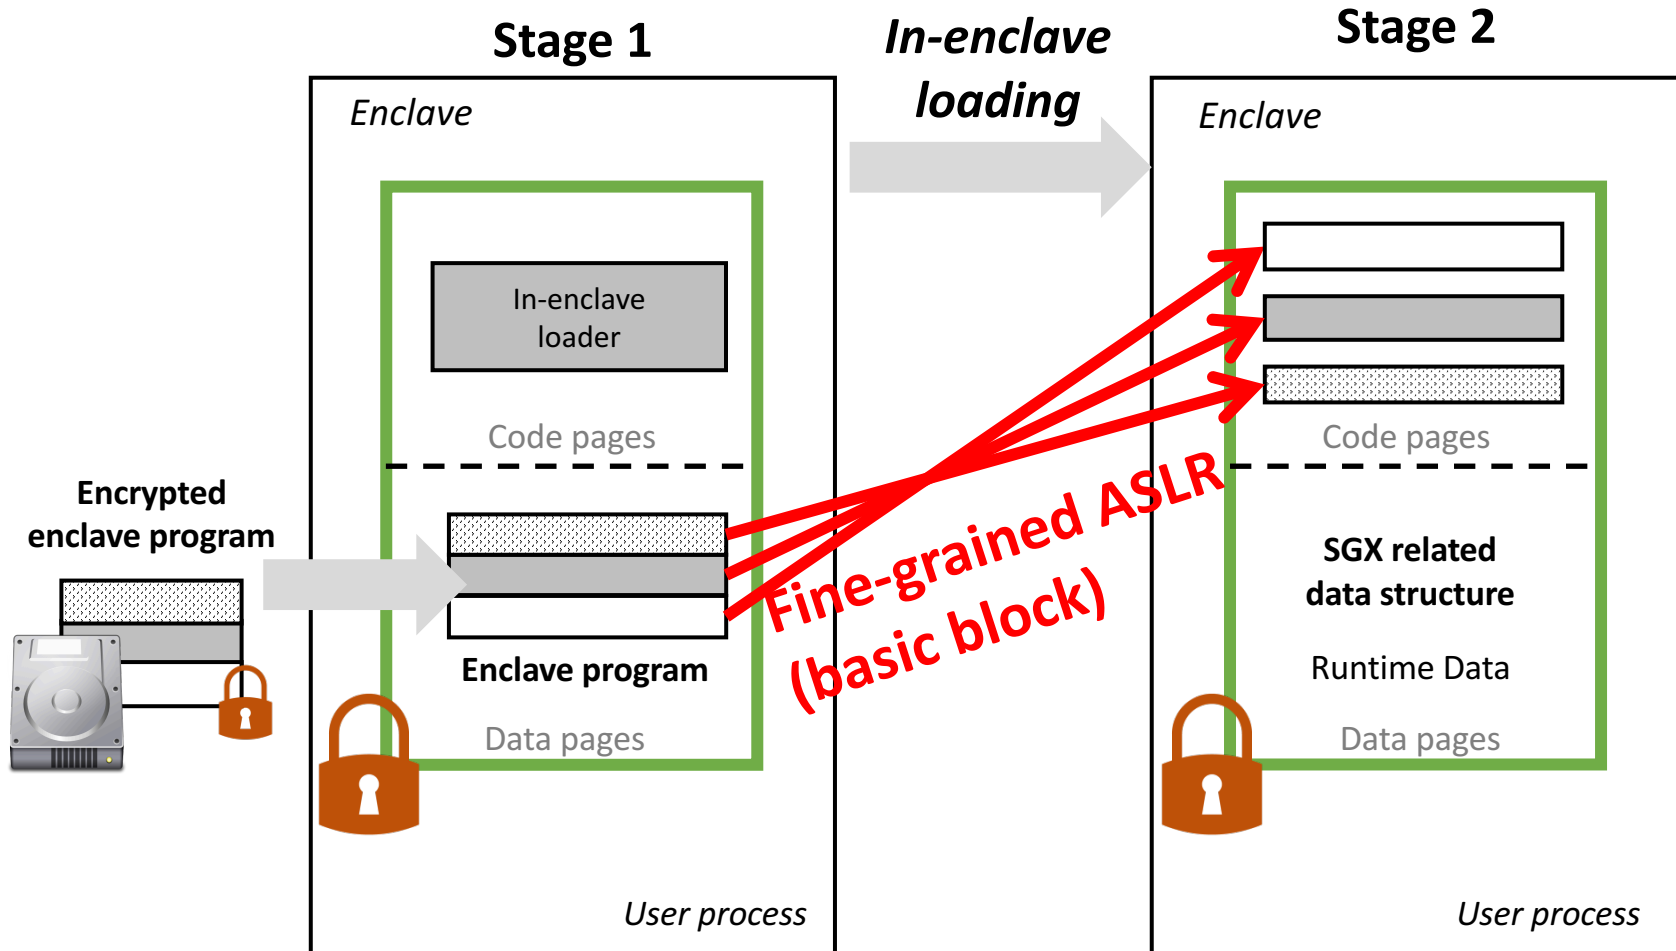 Stage 1
In-enclave
loading
Stage 2
Enclave
Enclave
In-enclave
loader
Code pages
Code pages
Encrypted
enclave program
Fine-grained ASLR
(basic block)
SGX related
data structure
Enclave program
Runtime Data
Data pages
Data pages
User process
User process